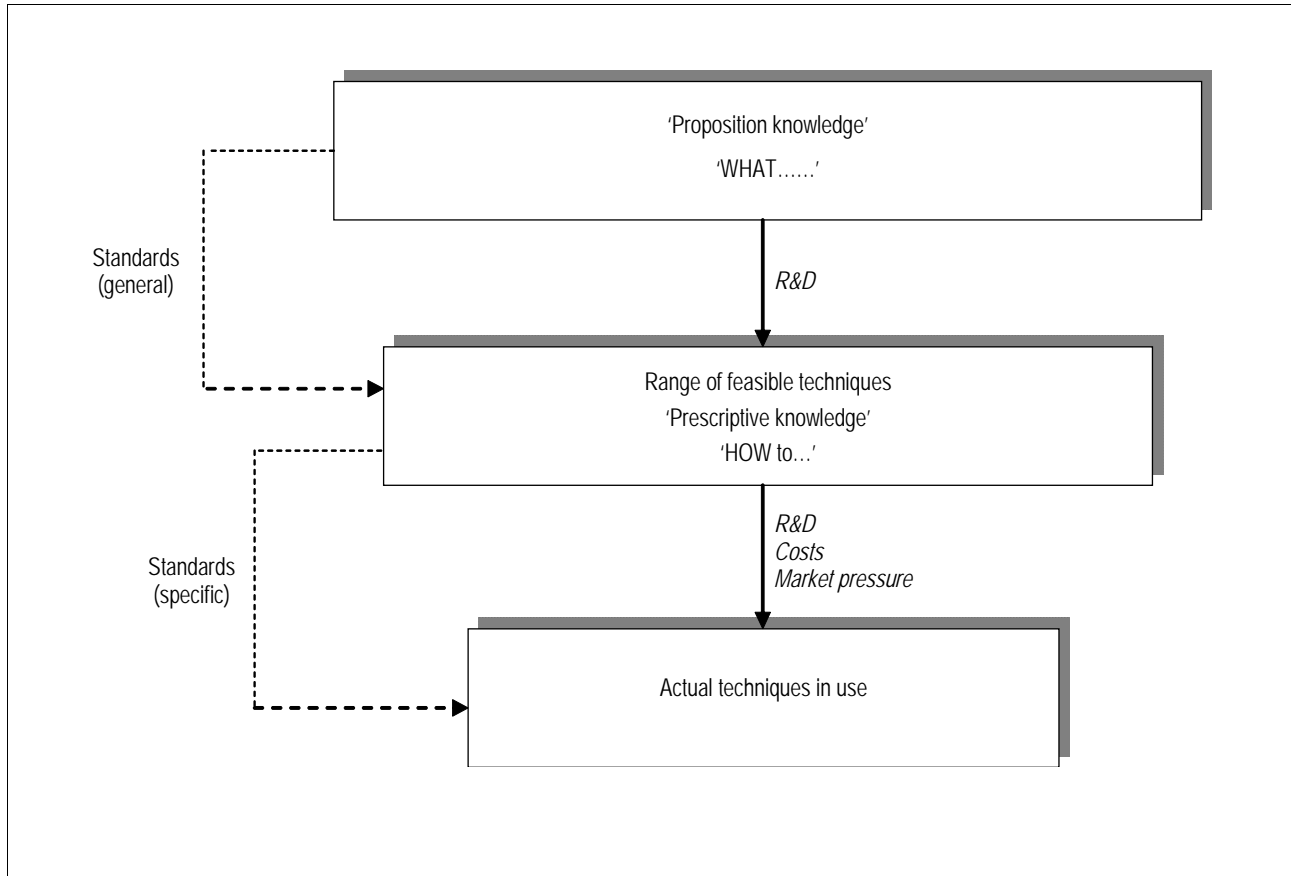 ‘Proposition knowledge’
‘WHAT……’
Standards
(general)
R&D
Range of feasible techniques
‘Prescriptive knowledge’
‘HOW to…’
R&D
Costs
Market pressure
Standards
(specific)
Actual techniques in use